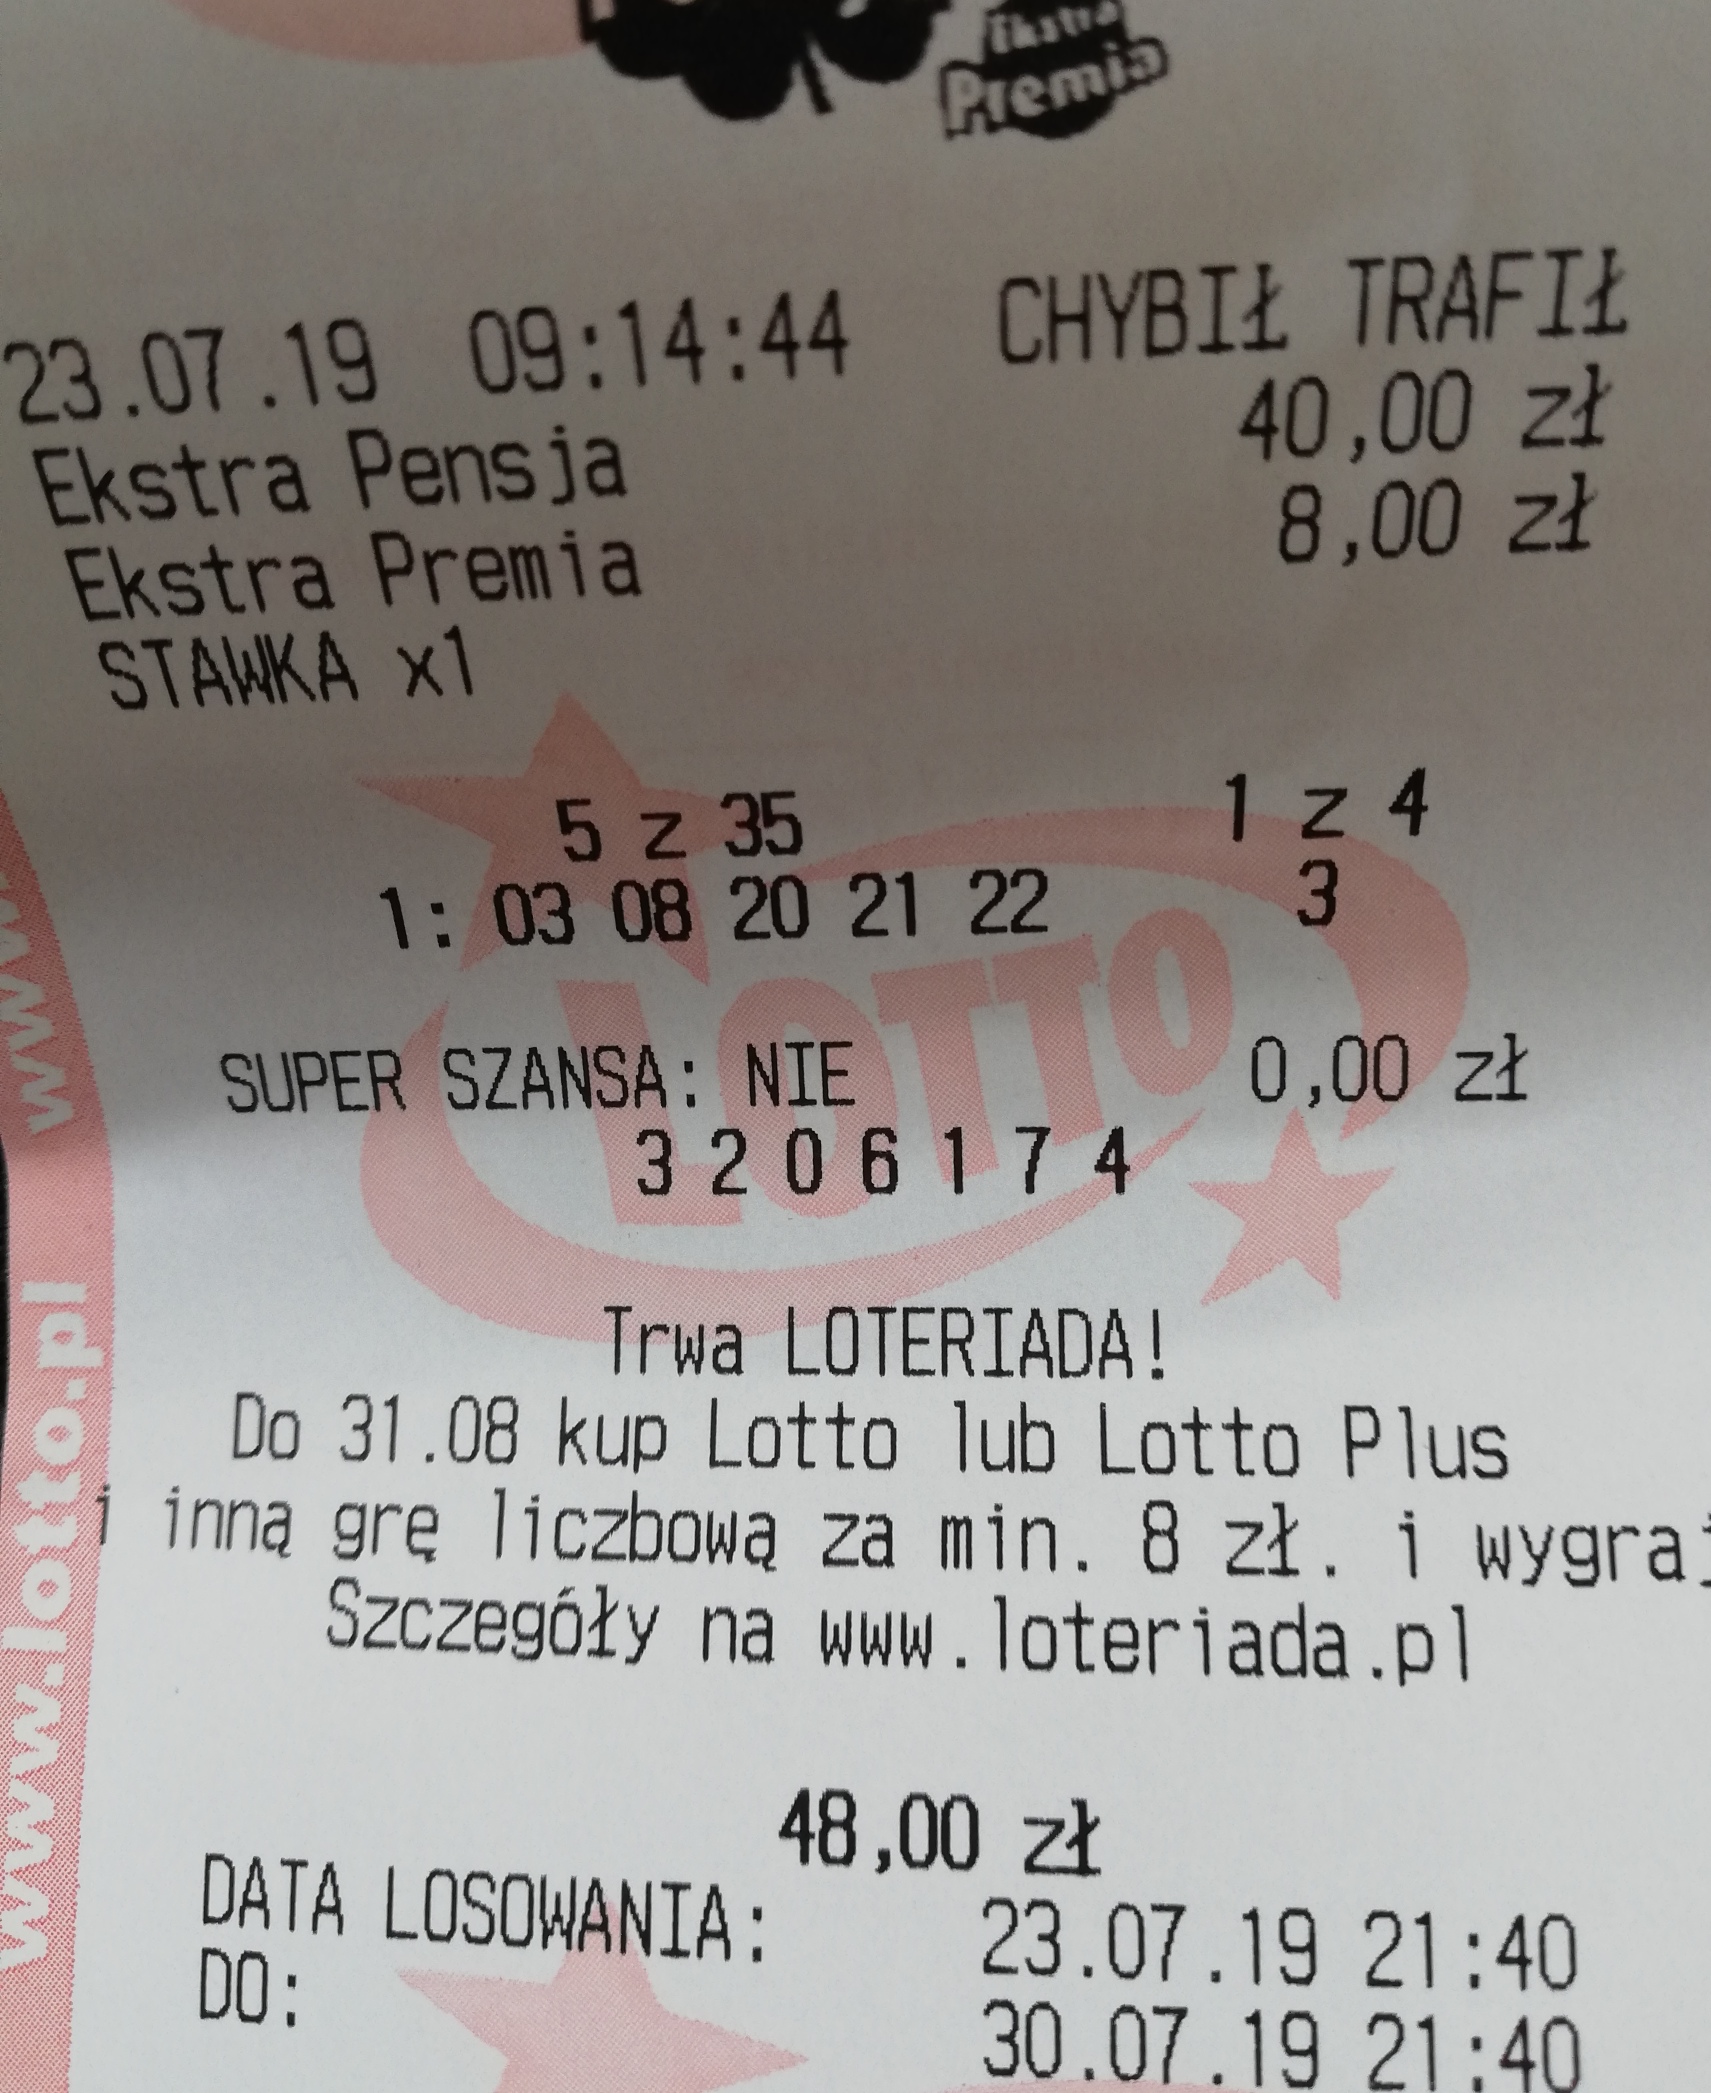 Ekstra
Premia
23.07.19 09:14:44 CHYBIŁ TRAFIŁ
Ekstra Pensja 40,00 zł
Ekstra Premia 8,00 zł
STAWKA x1
5 z 35 1 z 4
1: 03 08 20 21 22 3
LOTTO
SUPER SZANSA: NIE 0,00 zł
3 2 0 6 1 7 4
Trwa LOTERIADA!
Do 31.08 kup Lotto lub Lotto Plus
i inną grę liczbową za min. 8 zł. i wygraj
Szczegóły na www.loteriada.pl
48,00 zł
DATA LOSOWANIA: 23.07.19 21:40
DO: 30.07.19 21:40
www.lotto.pl